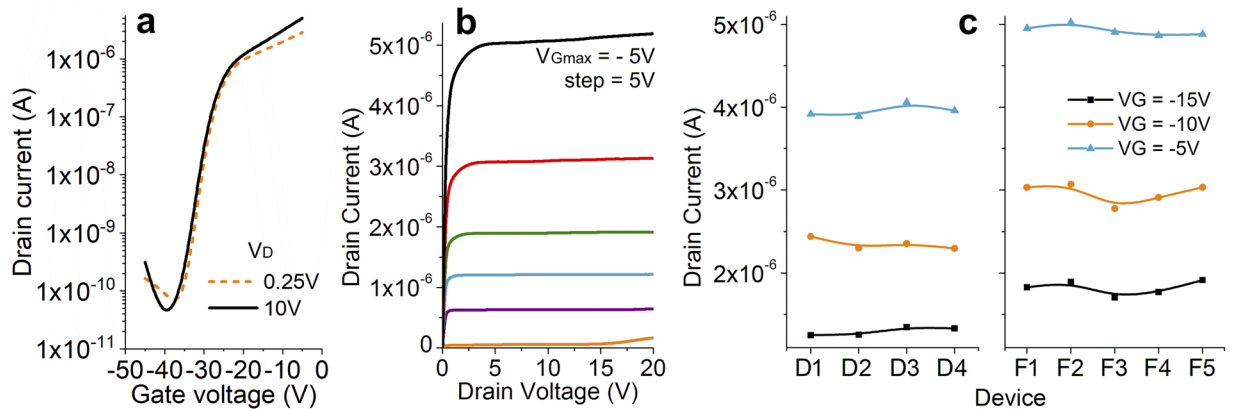 a
Drain current (A)
1x10⁻⁶
1x10⁻⁷
1x10⁻⁸
1x10⁻⁹
1x10⁻¹⁰
1x10⁻¹¹
-50 -40 -30 -20 -10 0
Gate voltage (V)
VD
0.25V
10V
b
Drain Current (A)
5x10⁻⁶
4x10⁻⁶
3x10⁻⁶
2x10⁻⁶
1x10⁻⁶
0
0 5 10 15 20
Drain Voltage (V)
VGmax = - 5V
step = 5V
c
Drain Current (A)
5x10⁻⁶
4x10⁻⁶
3x10⁻⁶
2x10⁻⁶
VG = -15V
VG = -10V
VG = -5V
D1 D2 D3 D4 F1 F2 F3 F4 F5
Device